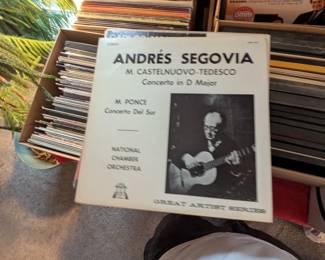 ANDRÉS SEGOVIA
M. CASTELNUOVO-TEDESCO
Concerto in D Major
M. PONCE
Concerto Del Sur
NATIONAL
CHAMBER
ORCHESTRA
GREAT ARTIST SERIES